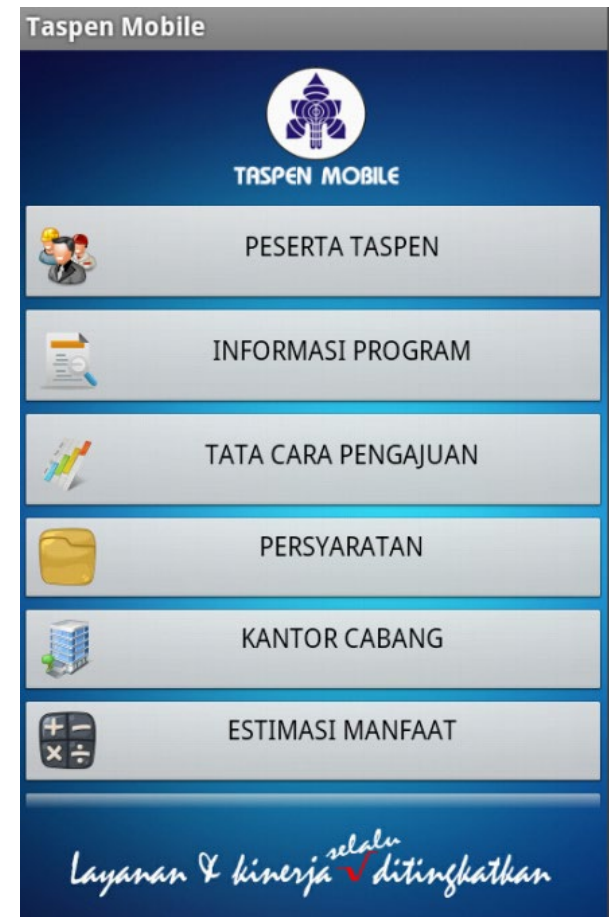 Taspen Mobile
TASPEN MOBILE
PESERTA TASPEN
INFORMASI PROGRAM
TATA CARA PENGAJUAN
PERSYARATAN
KANTOR CABANG
ESTIMASI MANFAAT
Layanan & kinerja selalu ditingkatkan